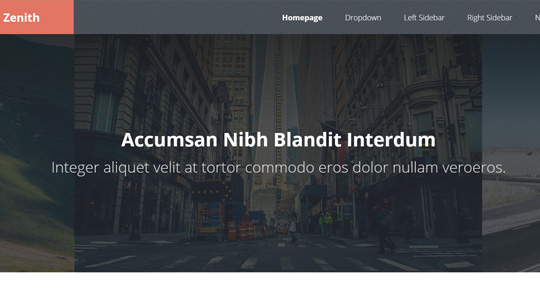 Zenith
Homepage Dropdown Left Sidebar Right Sidebar N
Accumsan Nibh Blandit Interdum
Integer aliquet velit at tortor commodo eros dolor nullam veroeros.